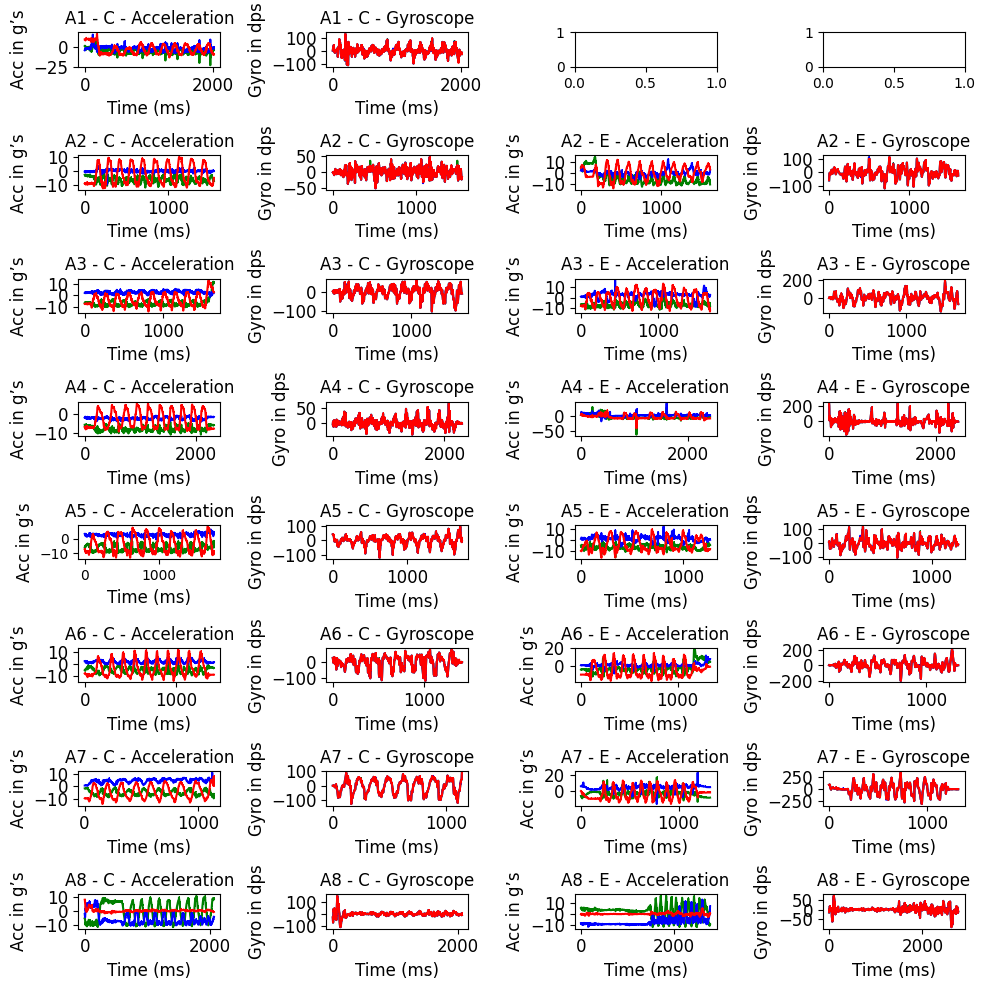 A1 - C - Acceleration
Acc in g’s
0
−25
0 2000
Time (ms)
A1 - C - Gyroscope
Gyro in dps
100
0
−100
0 2000
Time (ms)
1
0
0.0 0.5 1.0
1
0
0.0 0.5 1.0
A2 - C - Acceleration
Acc in g’s
10
0
−10
0 1000
Time (ms)
A2 - C - Gyroscope
Gyro in dps
50
0
−50
0 1000
Time (ms)
A2 - E - Acceleration
Acc in g’s
10
0
−10
0 1000
Time (ms)
A2 - E - Gyroscope
Gyro in dps
100
0
−100
0 1000
Time (ms)
A3 - C - Acceleration
Acc in g’s
10
0
−10
0 1000
Time (ms)
A3 - C - Gyroscope
Gyro in dps
0
−100
0 1000
Time (ms)
A3 - E - Acceleration
Acc in g’s
10
0
−10
0 1000
Time (ms)
A3 - E - Gyroscope
Gyro in dps
200
0
0 1000
Time (ms)
A4 - C - Acceleration
Acc in g’s
0
−10
0 2000
Time (ms)
A4 - C - Gyroscope
Gyro in dps
50
0
0 2000
Time (ms)
A4 - E - Acceleration
Acc in g’s
0
−50
0 2000
Time (ms)
A4 - E - Gyroscope
Gyro in dps
200
0
0 2000
Time (ms)
A5 - C - Acceleration
Acc in g’s
0
−10
0 1000
Time (ms)
A5 - C - Gyroscope
Gyro in dps
100
0
−100
0 1000
Time (ms)
A5 - E - Acceleration
Acc in g’s
10
0
−10
0 1000
Time (ms)
A5 - E - Gyroscope
Gyro in dps
100
0
−100
0 1000
Time (ms)
A6 - C - Acceleration
Acc in g’s
10
0
−10
0 1000
Time (ms)
A6 - C - Gyroscope
Gyro in dps
0
−100
0 1000
Time (ms)
A6 - E - Acceleration
Acc in g’s
20
0
0 1000
Time (ms)
A6 - E - Gyroscope
Gyro in dps
200
0
−200
0 1000
Time (ms)
A7 - C - Acceleration
Acc in g’s
10
0
−10
0 1000
Time (ms)
A7 - C - Gyroscope
Gyro in dps
100
0
−100
0 1000
Time (ms)
A7 - E - Acceleration
Acc in g’s
20
0
0 1000
Time (ms)
A7 - E - Gyroscope
Gyro in dps
250
0
−250
0 1000
Time (ms)
A8 - C - Acceleration
Acc in g’s
10
0
−10
0 2000
Time (ms)
A8 - C - Gyroscope
Gyro in dps
100
0
−100
0 2000
Time (ms)
A8 - E - Acceleration
Acc in g’s
10
0
−10
0 2000
Time (ms)
A8 - E - Gyroscope
Gyro in dps
50
0
−50
0 2000
Time (ms)